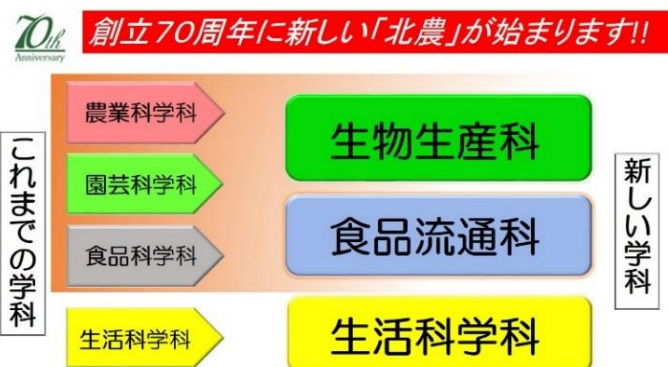 70th
Anniversary
創立70周年に新しい「北農」が始まります!!
これまでの学科
農業科学科
園芸科学科
食品科学科
生活科学科
生物生産科
食品流通科
生活科学科
新しい学科